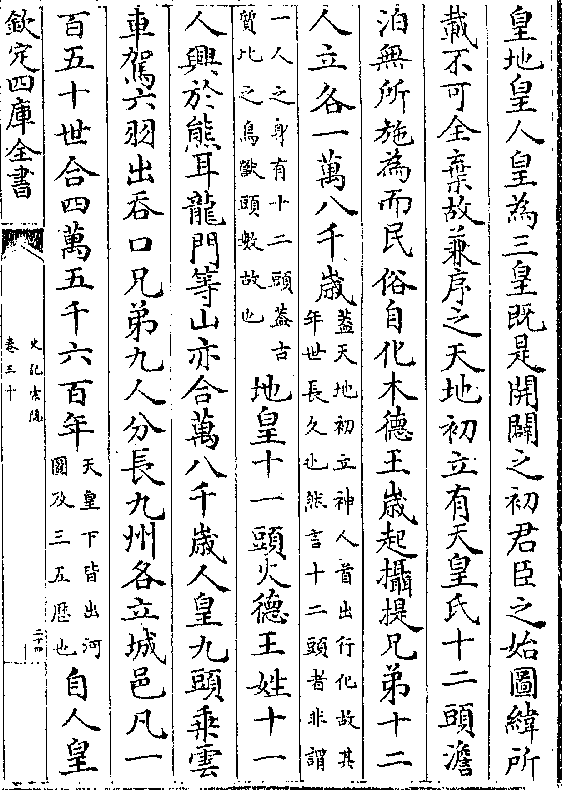 皇地皇人皇為三皇既是開闢之初君臣之始圖緯所
載不可全棄故兼序之天地初立有天皇氏十二頭澹
泊無所施為而民俗自化木德王歲起攝提兄弟十二
人立各一萬八千歲
蓋天地初立神人首出行化故其
年世長久也然言十二頭者非謂
一人之身有十二頭蓋古
質比之鳥獸頭數故也
地皇十一頭火德王姓十一
人興於熊耳龍門等山亦合萬八千歲人皇九頭乘雲
車駕六羽出吞口兄弟九人分長九州各立城邑凡一
百五十世合四萬五千六百年
天皇下皆出河
圖及三五歴也
自人皇
欽定四庫全書
史記索隱
卷三十
二十四